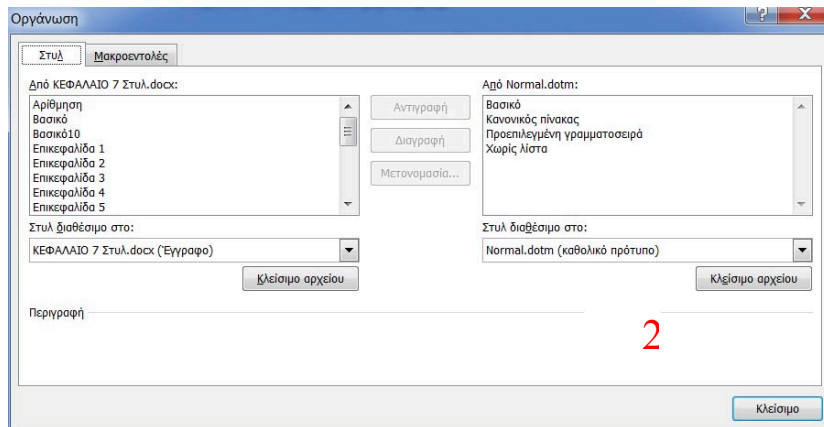 Οργάνωση
Στυλ
Μακροεντολές
Από ΚΕΦΑΛΑΙΟ 7 Στυλ.docx:
Αρίθμηση
Βασικό
Βασικό10
Επικεφαλίδα 1
Επικεφαλίδα 2
Επικεφαλίδα 3
Επικεφαλίδα 4
Επικεφαλίδα 5
Αντιγραφή
Διαγραφή
Μετονομασία...
Από Normal.dotm:
Βασικό
Κανονικός πίνακας
Προεπιλεγμένη γραμματοσειρά
Χωρίς λίστα
Στυλ διαθέσιμο στο:
ΚΕΦΑΛΑΙΟ 7 Στυλ.docx (Έγγραφο)
Κλείσιμο αρχείου
Στυλ διαθέσιμο στο:
Normal.dotm (καθολικό πρότυπο)
Κλείσιμο αρχείου
Περιγραφή
2
Κλείσιμο